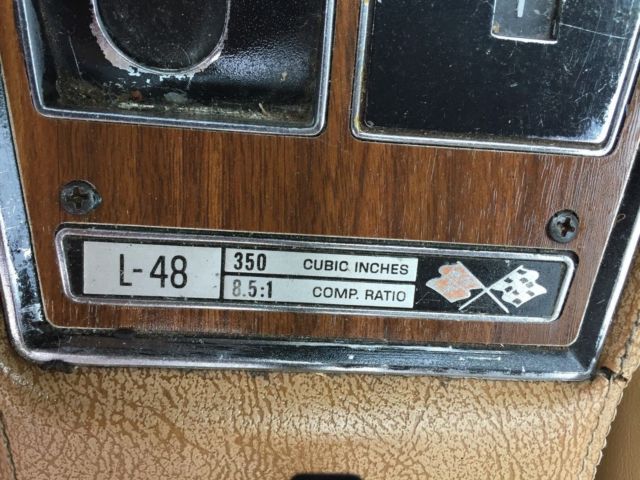 L-48
350 CUBIC INCHES
8.5:1 COMP. RATIO